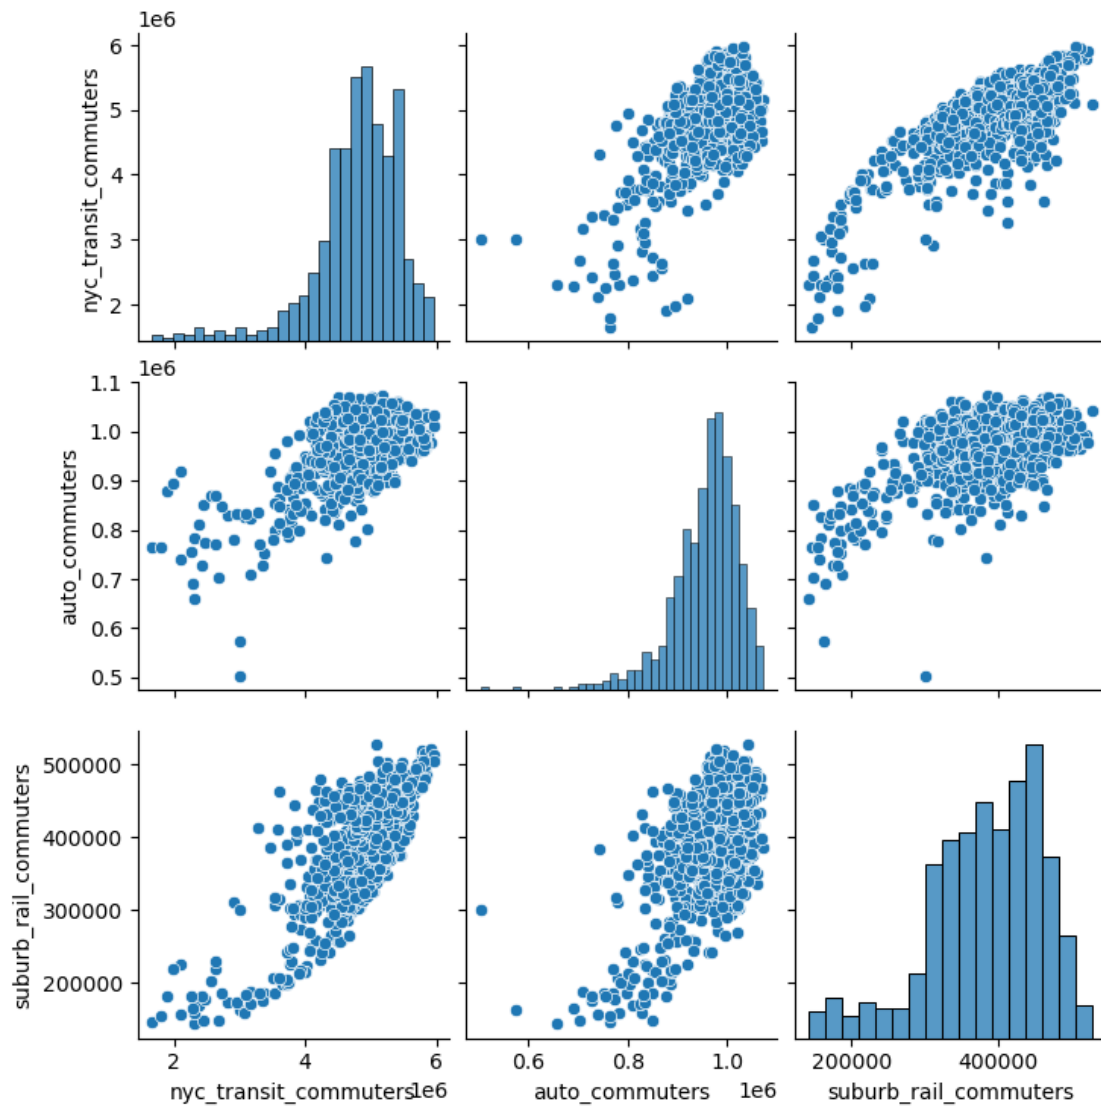 1e6
6
5
4
3
2
nyc_transit_commuters
1e6
1.1
1.0
0.9
0.8
0.7
0.6
0.5
auto_commuters
500000
400000
300000
200000
suburb_rail_commuters
2 4 6 0.6 0.8 1.0 200000 400000
nyc_transit_commuters 1e6 auto_commuters 1e6 suburb_rail_commuters